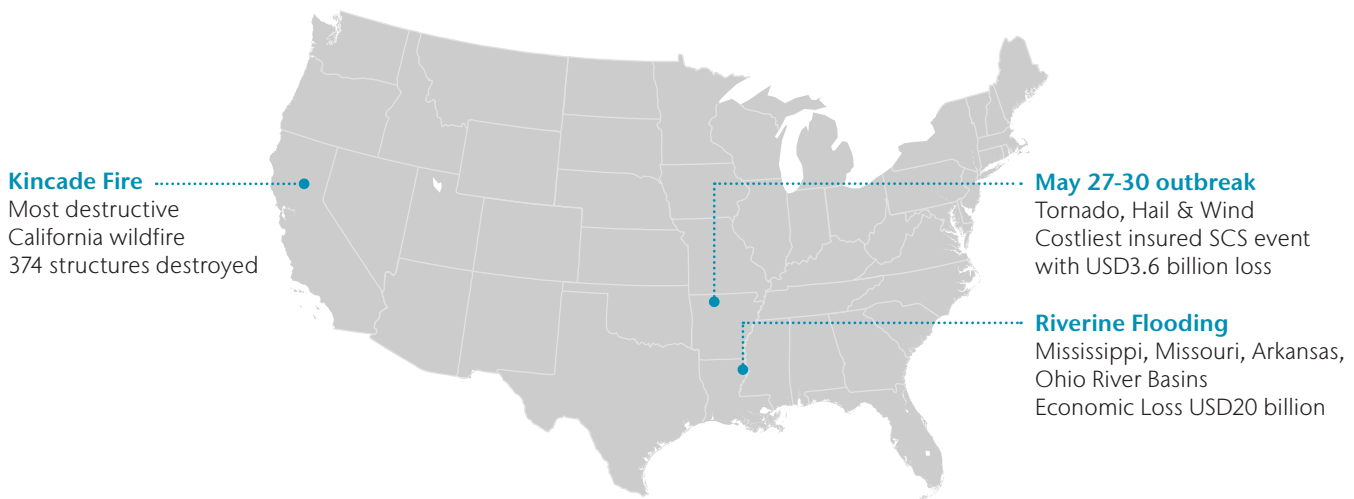 Kincade Fire
Most destructive
California wildfire
374 structures destroyed
May 27-30 outbreak
Tornado, Hail & Wind
Costliest insured SCS event
with USD3.6 billion loss
Riverine Flooding
Mississippi, Missouri, Arkansas,
Ohio River Basins
Economic Loss USD20 billion